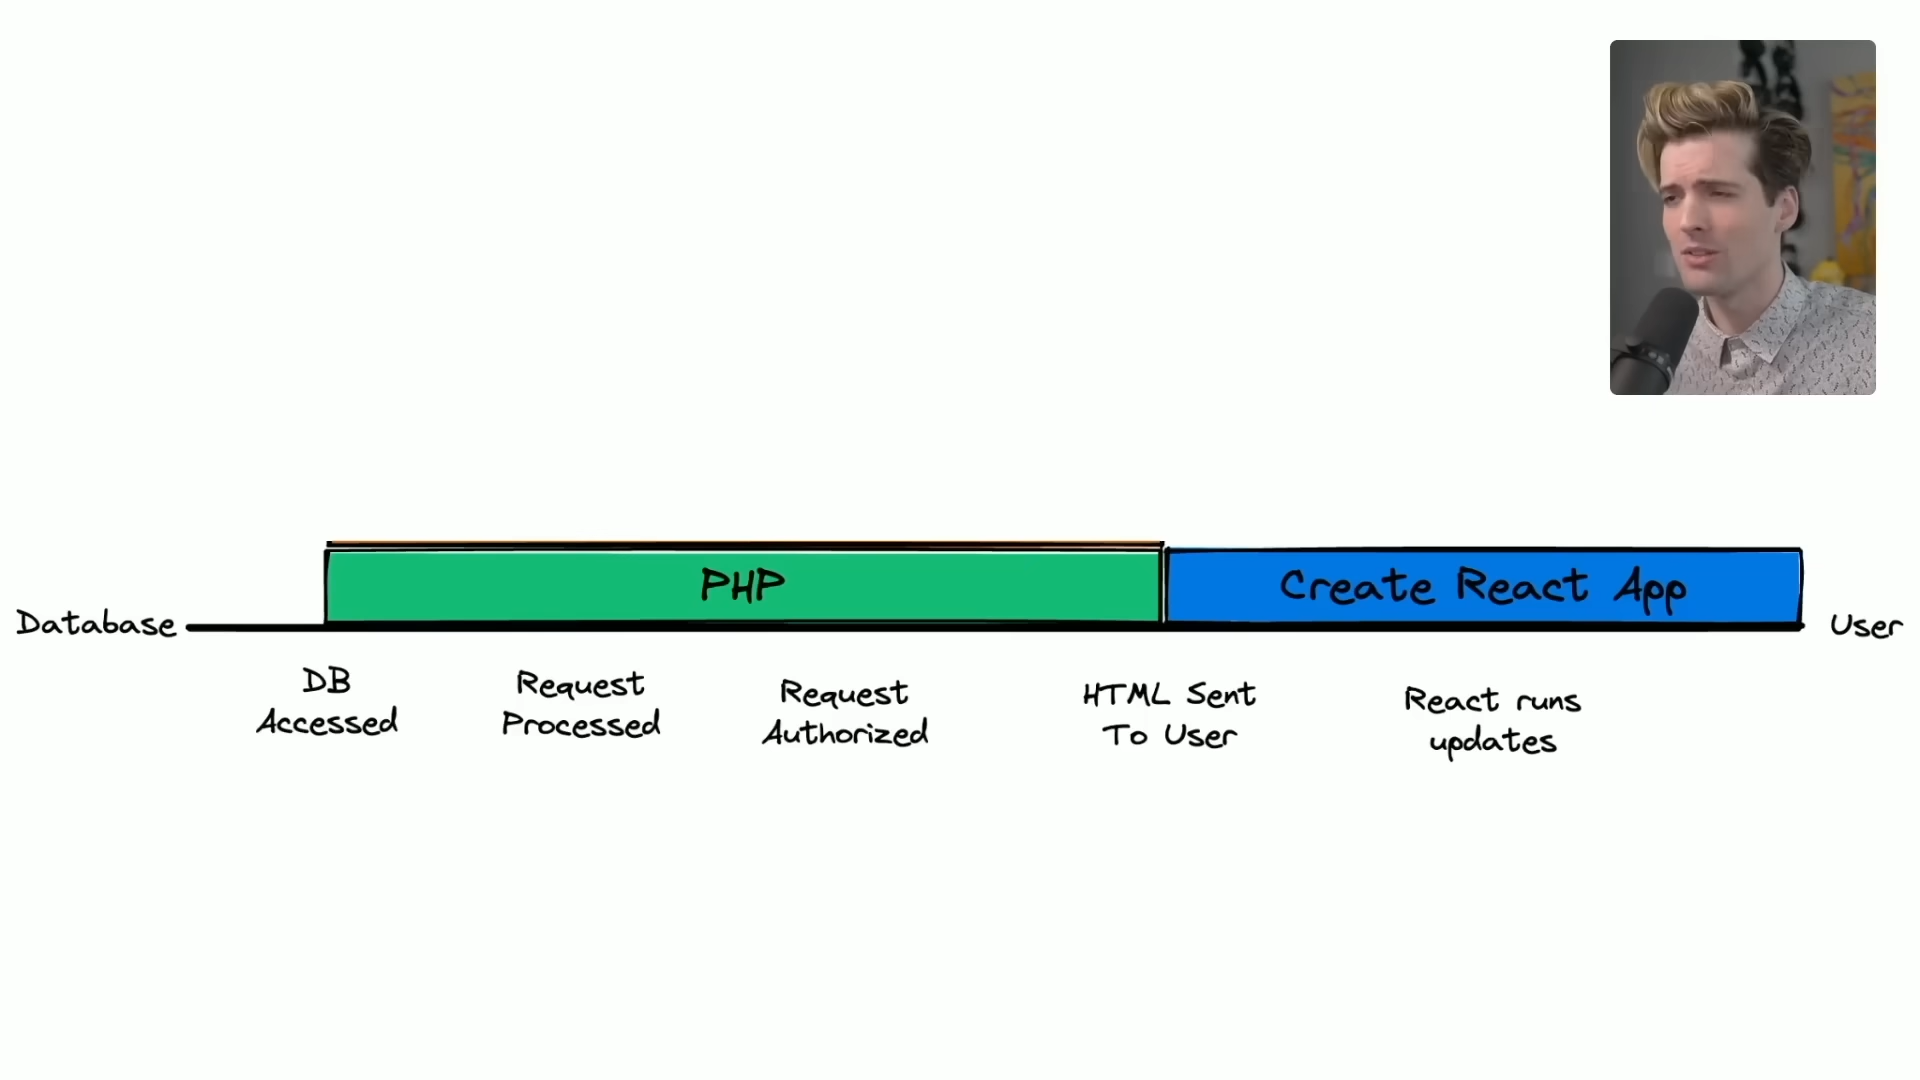 PHP
Create React App
Database
User
DB
Accessed
Request
Processed
Request
Authorized
HTML Sent
To User
React runs
updates